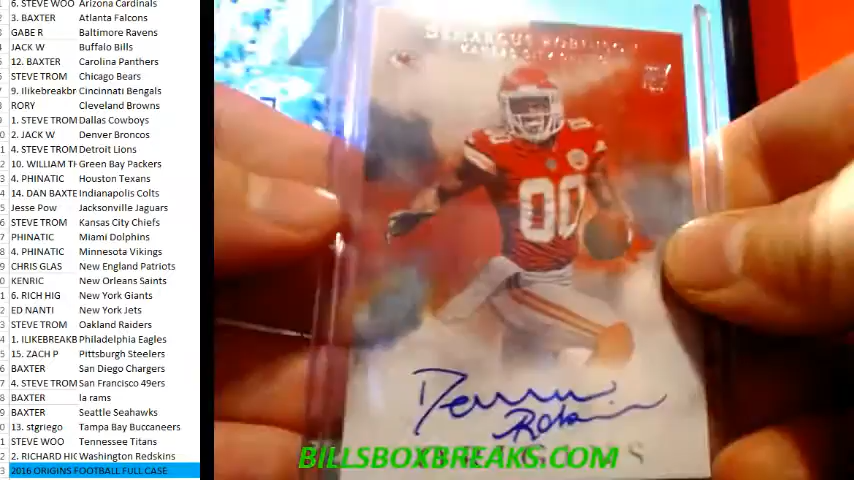 6. STEVE WOO Arizona Cardinals
3. BAXTER Atlanta Falcons
GABE R Baltimore Ravens
JACK W Buffalo Bills
12. BAXTER Carolina Panthers
STEVE TROM Chicago Bears
9. Ilikebreakbr Cincinnati Bengals
RORY Cleveland Browns
1. STEVE TROM Dallas Cowboys
2. JACK W Denver Broncos
4. STEVE TROM Detroit Lions
10. WILLIAM TH Green Bay Packers
4. PHINATIC Houston Texans
14. DAN BAXTE Indianapolis Colts
Jesse Pow Jacksonville Jaguars
STEVE TROM Kansas City Chiefs
PHINATIC Miami Dolphins
4. PHINATIC Minnesota Vikings
CHRIS GLAS New England Patriots
KENRIC New Orleans Saints
6. RICH HIG New York Giants
ED NANTI New York Jets
STEVE TROM Oakland Raiders
1. ILIKEBREAKB Philadelphia Eagles
15. ZACH P Pittsburgh Steelers
BAXTER San Diego Chargers
4. STEVE TROM San Francisco 49ers
BAXTER la rams
BAXTER Seattle Seahawks
13. stgriego Tampa Bay Buccaneers
STEVE WOO Tennessee Titans
2. RICHARD HIC Washington Redskins
2016 ORIGINS FOOTBALL FULL CASE
DEMARCUS ROBINSON
80 80
00
BILLSBOXBREAKS.COM